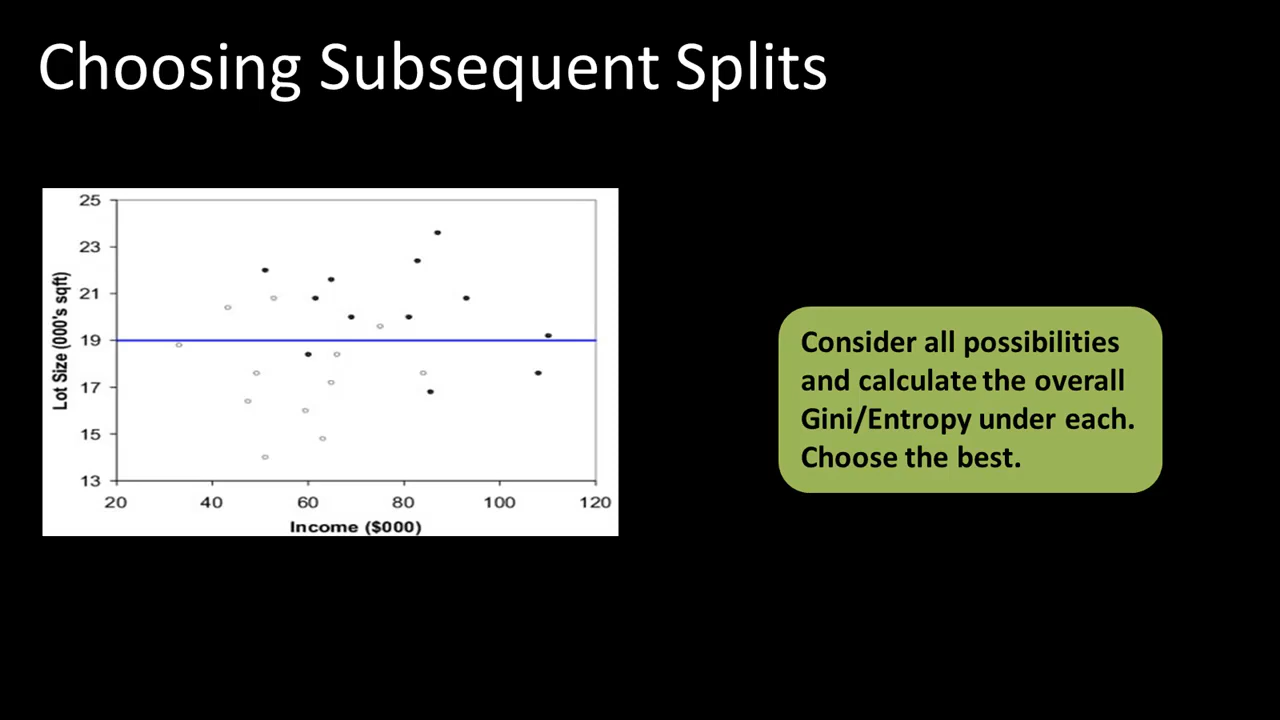 Choosing Subsequent Splits
25
23
21
19
17
15
13
Lot Size (000's sqft)
20 40 60 80 100 120
Income ($000)
Consider all possibilities
and calculate the overall
Gini/Entropy under each.
Choose the best.